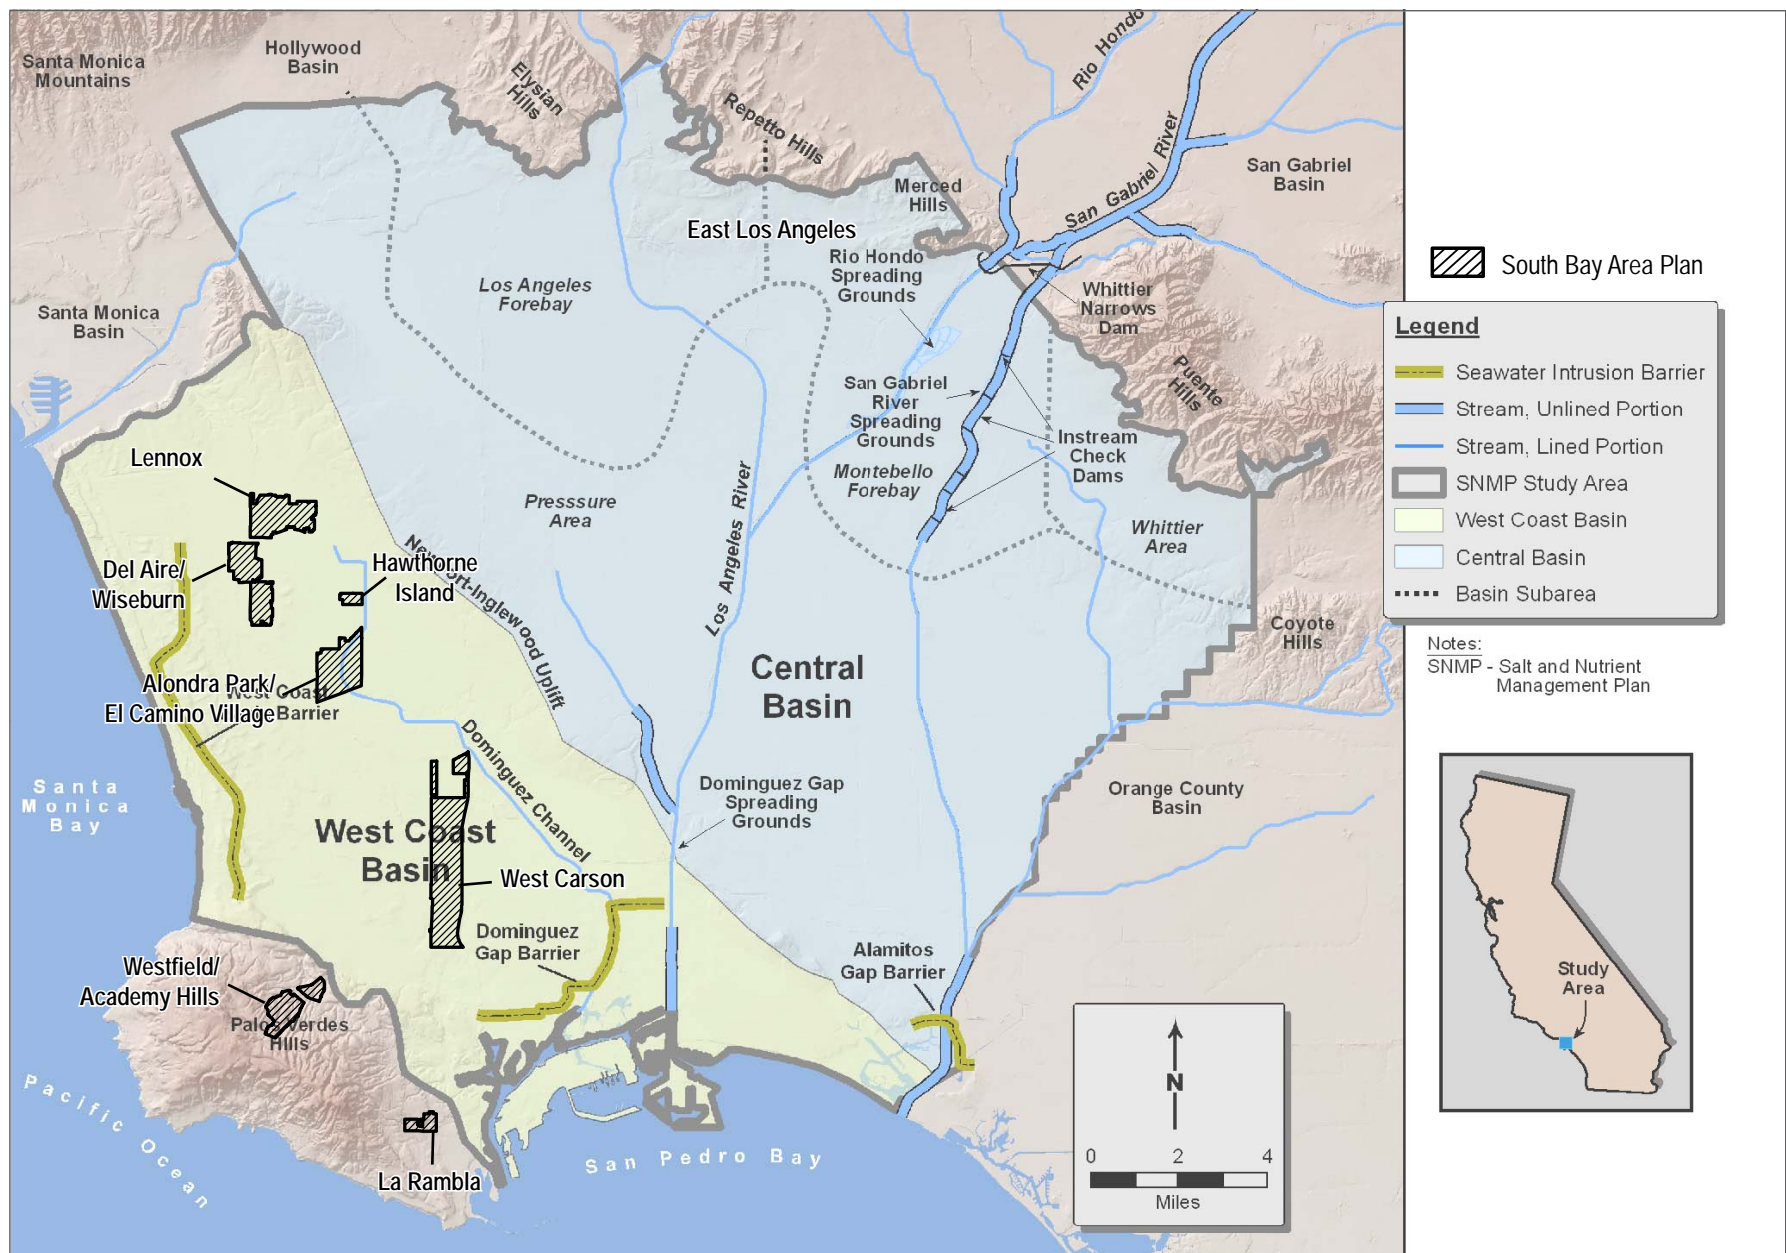 Santa Monica
Mountains
Hollywood
Basin
Elysian
Hills
Repetto Hills
Rio Hondo
San Gabriel River
San Gabriel
Basin
Merced
Hills
East Los Angeles
Rio Hondo
Spreading
Grounds
Los Angeles
Forebay
Whittier
Narrows
Dam
Santa Monica
Basin
Puente
Hills
San Gabriel
River
Spreading
Grounds
Instream
Check
Dams
Montebello
Forebay
Lennox
Presssure
Area
Whittier
Area
Los Angeles River
Newport-Inglewood Uplift
Del Aire/
Wiseburn
Hawthorne
Island
Coyote
Hills
Central
Basin
Alondra Park/
El Camino Village
West Coast
Barrier
Dominguez Channel
Santa
Monica
Bay
Dominguez Gap
Spreading
Grounds
Orange County
Basin
West Coast
Basin
West Carson
Dominguez
Gap Barrier
Alamitos
Gap Barrier
Westfield/
Academy Hills
Palos Verdes
Hills
Pacific Ocean
La Rambla
San Pedro Bay
N
0 2 4
Miles
South Bay Area Plan
Legend
Seawater Intrusion Barrier
Stream, Unlined Portion
Stream, Lined Portion
SNMP Study Area
West Coast Basin
Central Basin
Basin Subarea
Notes:
SNMP - Salt and Nutrient
Management Plan
Study
Area